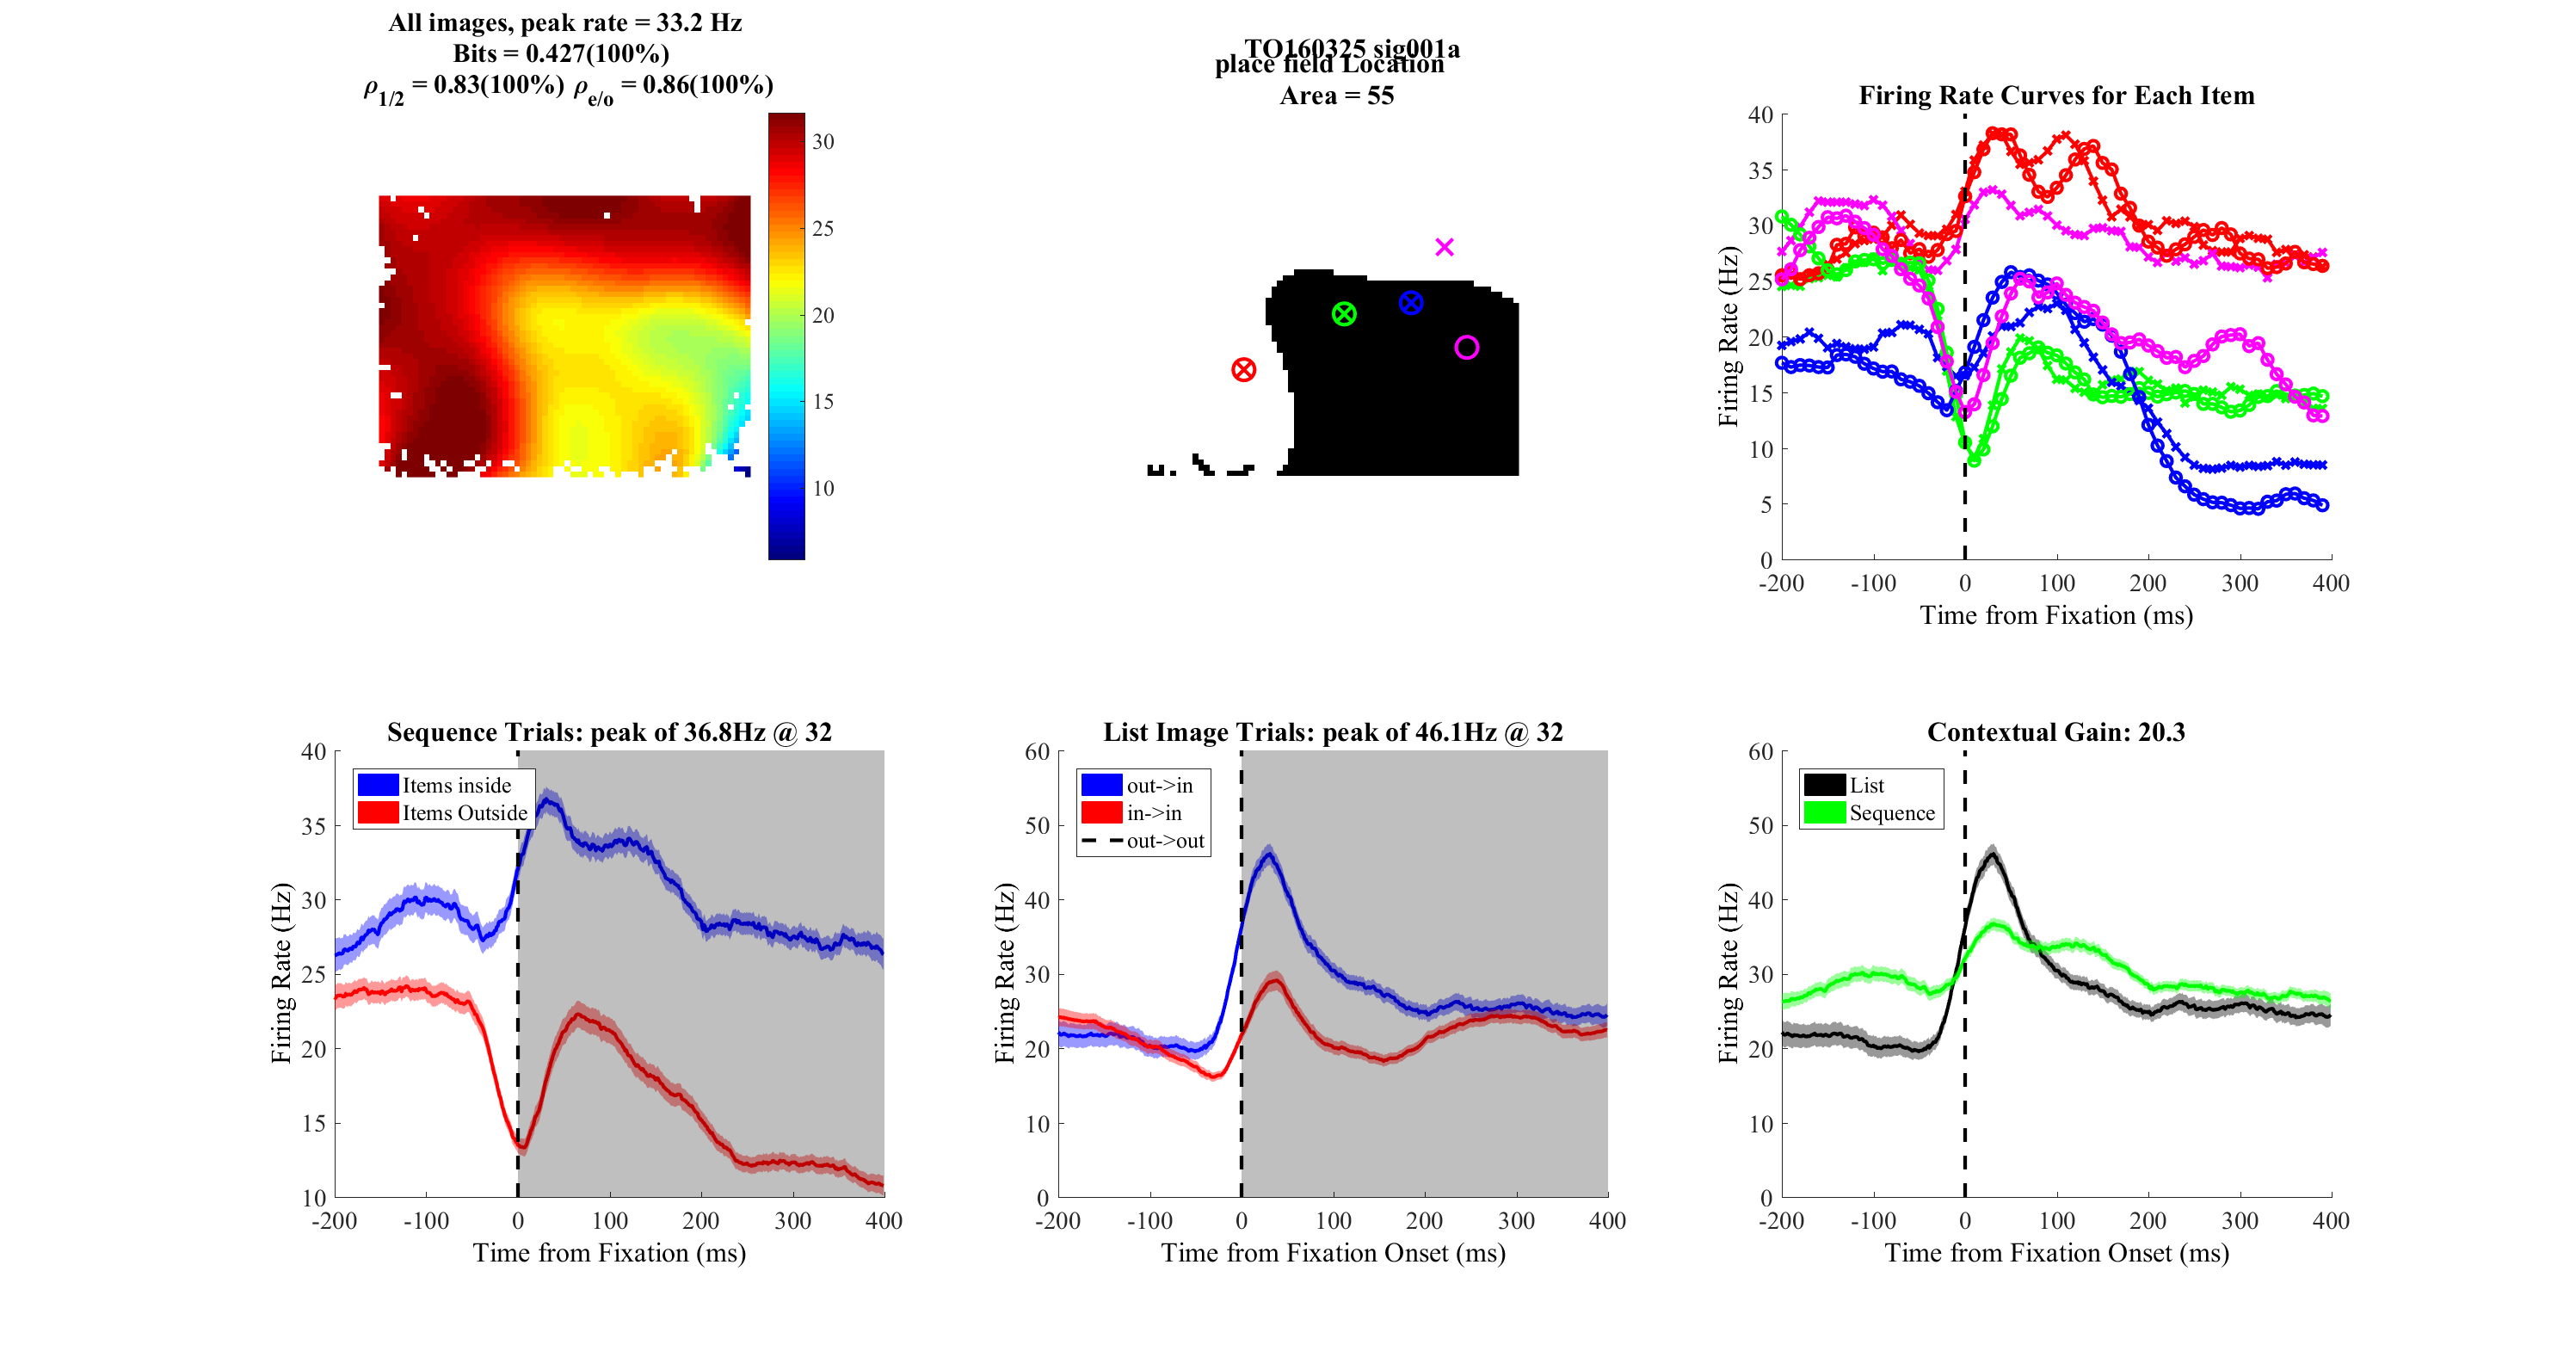 All images, peak rate = 33.2 Hz
Bits = 0.427(100%)
ρ1/2 = 0.83(100%) ρe/o = 0.86(100%)
30
25
20
15
10
TO160325 sig001a
place field Location
Area = 55
Firing Rate Curves for Each Item
Firing Rate (Hz)
40
35
30
25
20
15
10
5
0
-200 -100 0 100 200 300 400
Time from Fixation (ms)
Sequence Trials: peak of 36.8Hz @ 32
Items inside
Items Outside
Firing Rate (Hz)
40
35
30
25
20
15
10
-200 -100 0 100 200 300 400
Time from Fixation (ms)
List Image Trials: peak of 46.1Hz @ 32
out->in
in->in
out->out
Firing Rate (Hz)
60
50
40
30
20
10
0
-200 -100 0 100 200 300 400
Time from Fixation Onset (ms)
Contextual Gain: 20.3
List
Sequence
Firing Rate (Hz)
60
50
40
30
20
10
0
-200 -100 0 100 200 300 400
Time from Fixation Onset (ms)